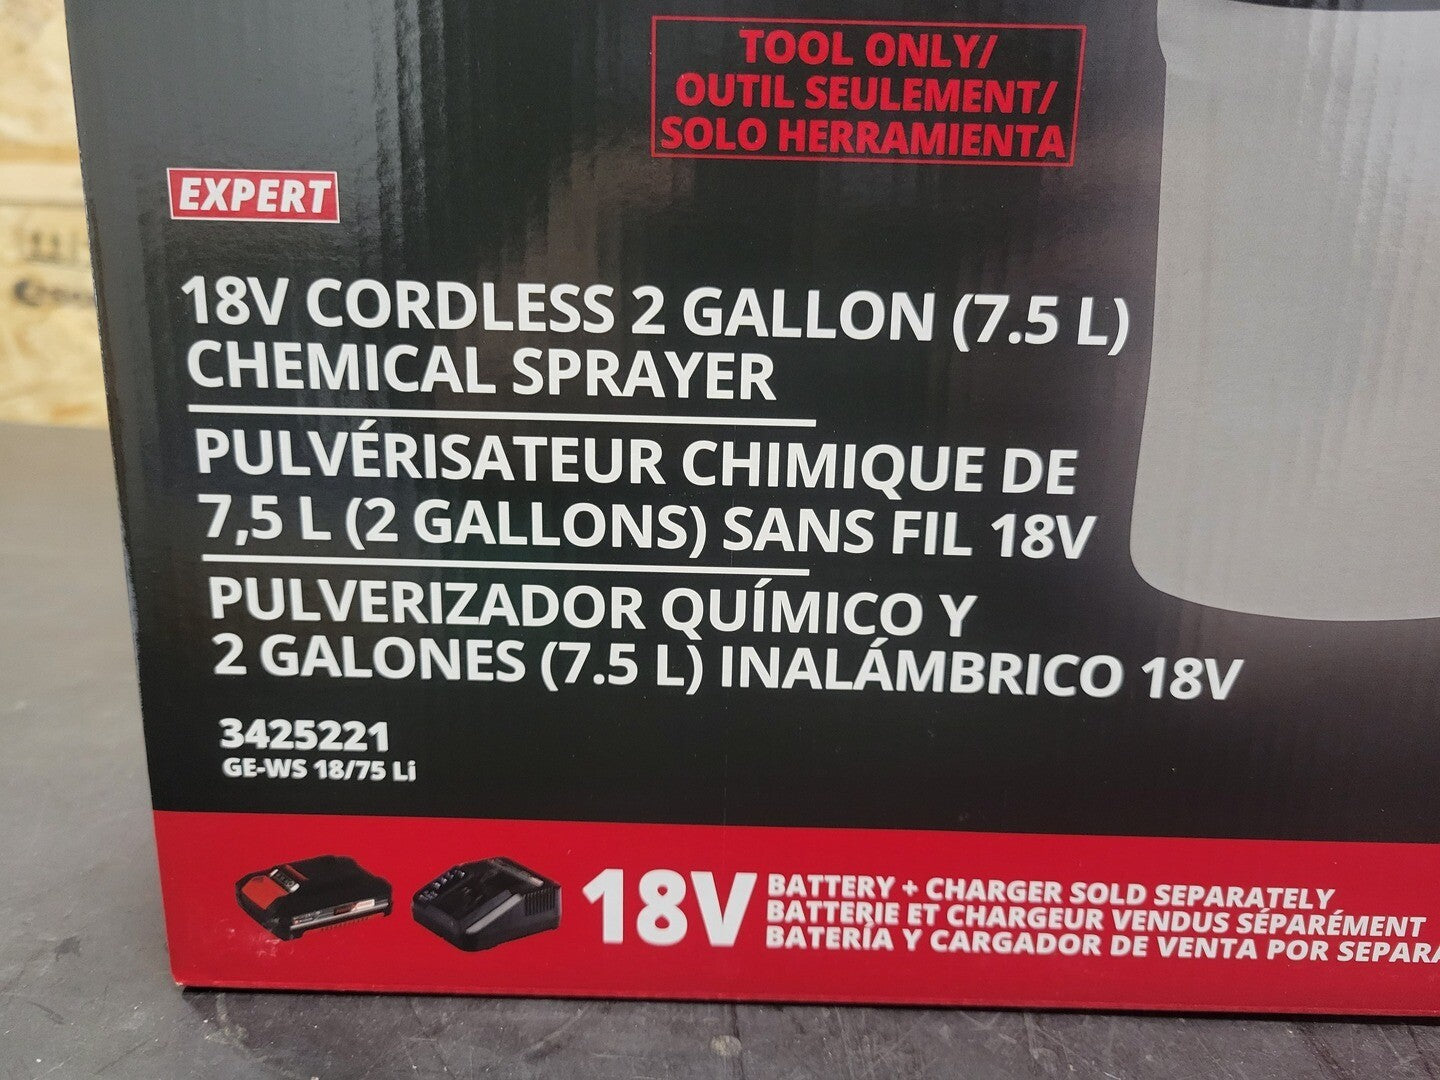 TOOL ONLY/
OUTIL SEULEMENT/
SOLO HERRAMIENTA
EXPERT
18V CORDLESS 2 GALLON (7.5 L)
CHEMICAL SPRAYER
PULVÉRISATEUR CHIMIQUE DE
7,5 L (2 GALLONS) SANS FIL 18V
PULVERIZADOR QUÍMICO Y
2 GALONES (7.5 L) INALÁMBRICO 18V
3425221
GE-WS 18/75 Li
18V
BATTERY + CHARGER SOLD SEPARATELY
BATTERIE ET CHARGEUR VENDUS SÉPARÉMENT
BATERÍA Y CARGADOR DE VENTA POR